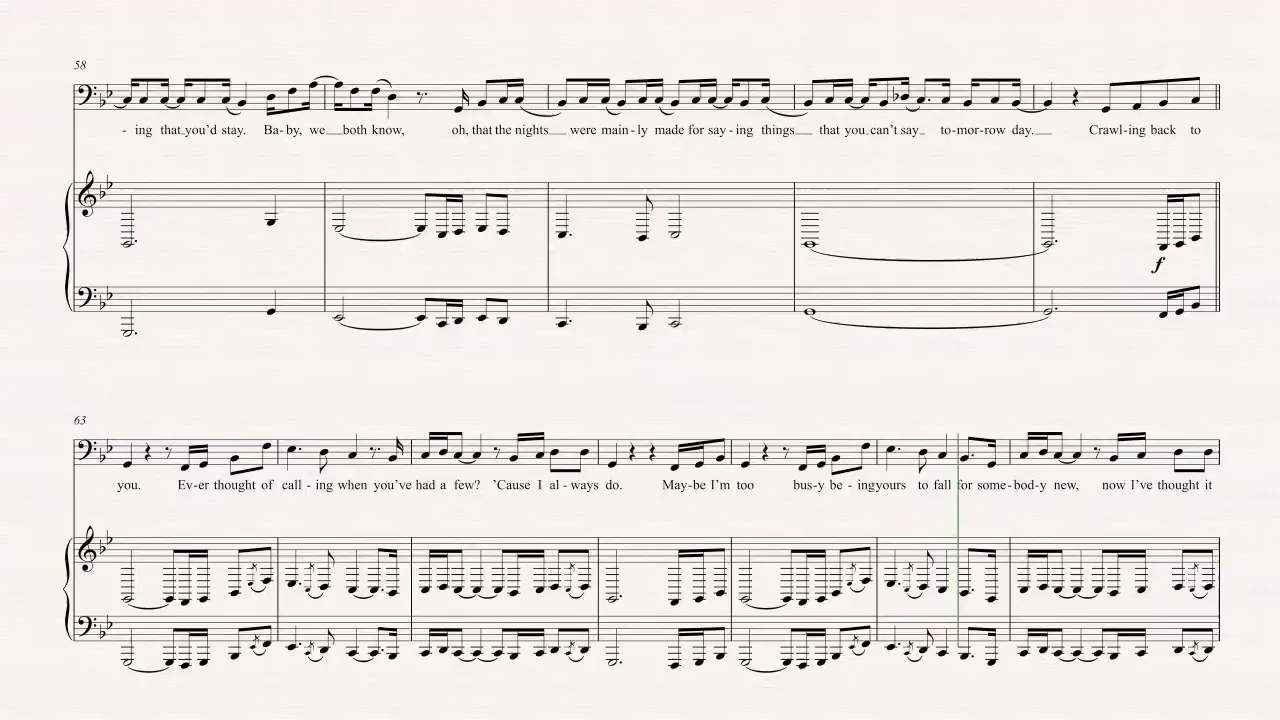 58
- ing that you'd stay. Ba - by, we both know, oh, that the nights were main - ly made for say - ing things that you can't say to-mor-row day. Crawl-ing back to
f
63
you. Ev-er thought of call - ing when you've had a few? 'Cause I al - ways do. May-be I'm too bus-y be - ing yours to fall for some-bod-y new, now I've thought it